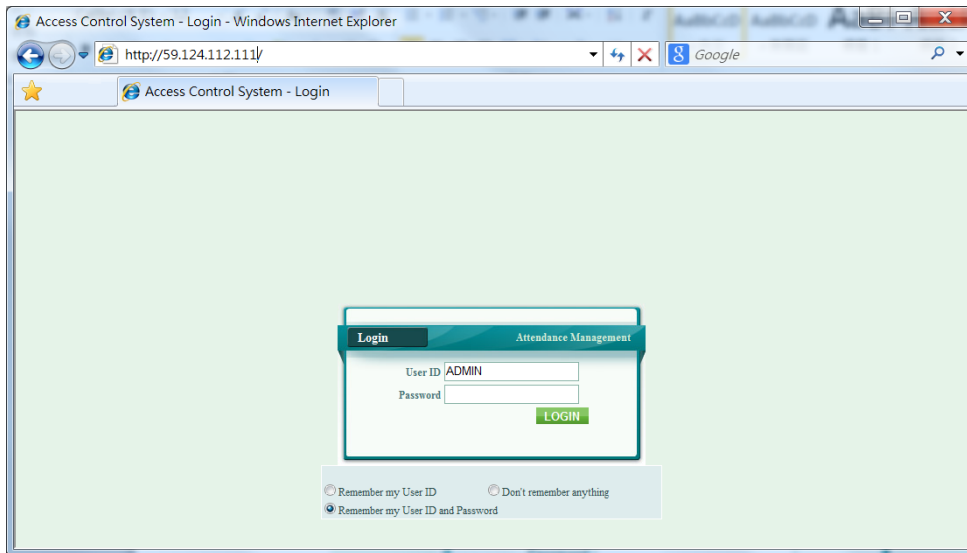 Access Control System - Login - Windows Internet Explorer
http://59.124.112.111/
Google
Access Control System - Login
Login Attendance Management
User ID ADMIN
Password
LOGIN
Remember my User ID Don't remember anything
Remember my User ID and Password